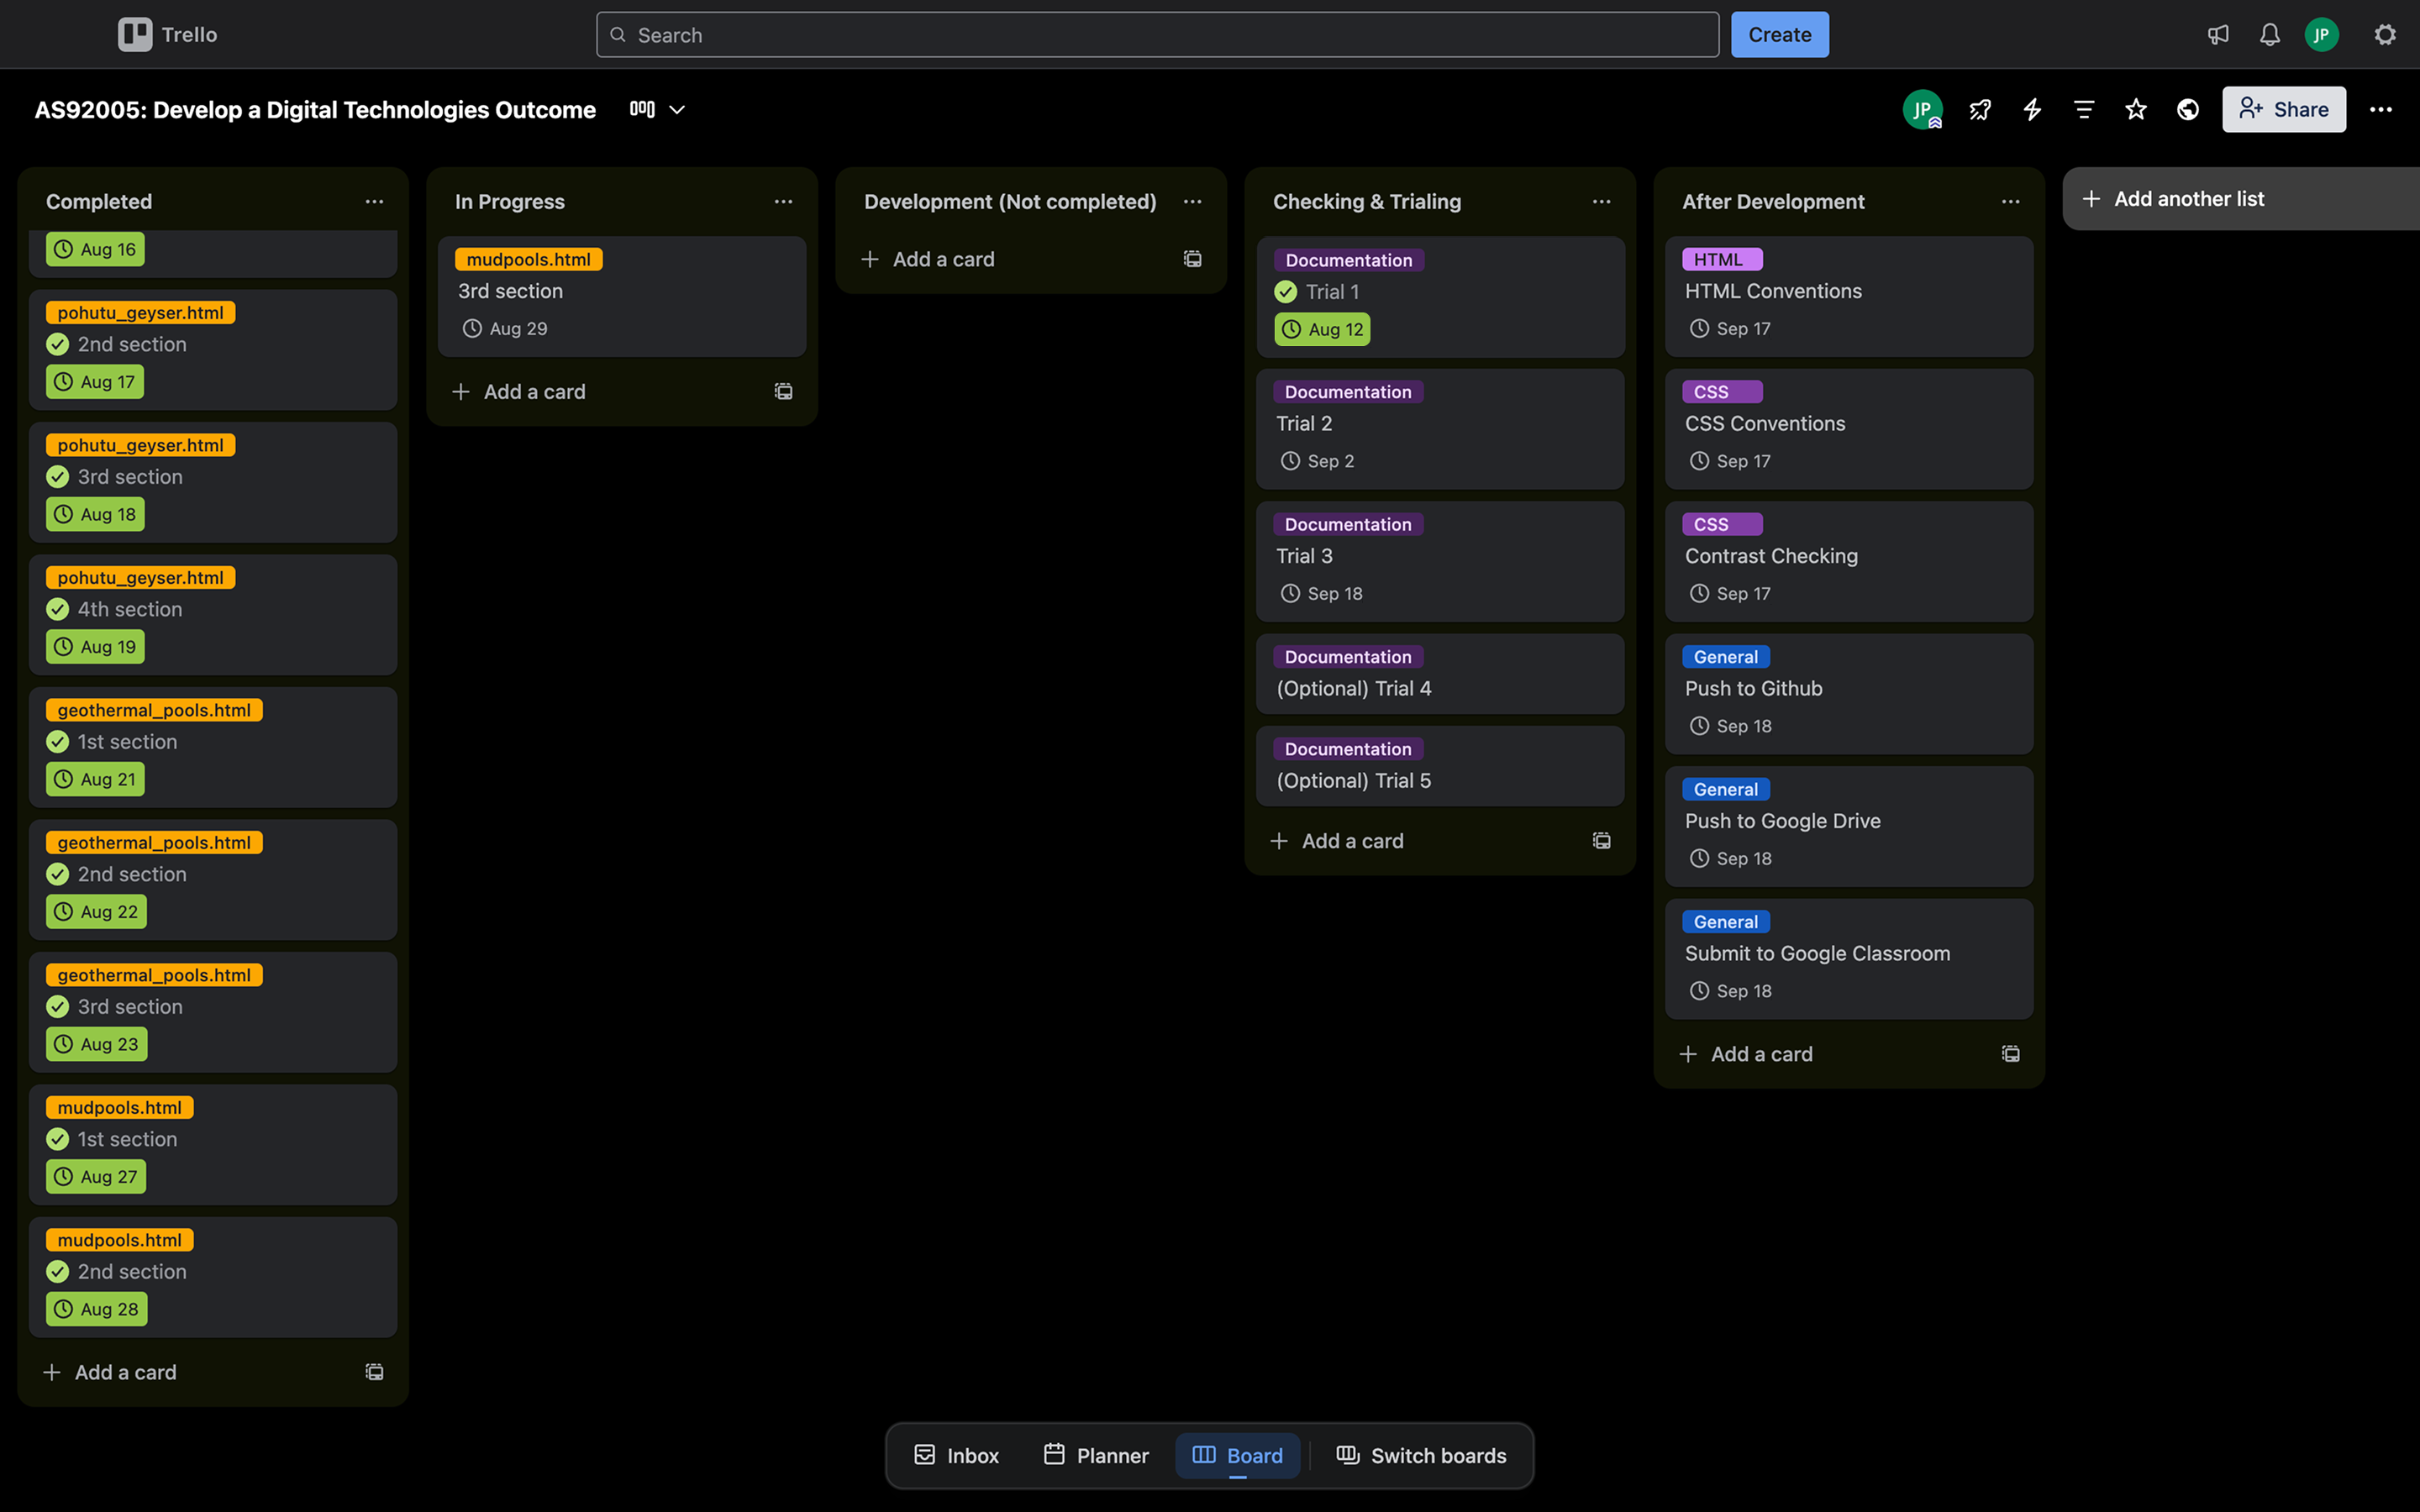 Trello
Search
Create
JP
AS92005: Develop a Digital Technologies Outcome
JP
Share
Completed
Aug 16
pohutu_geyser.html
2nd section
Aug 17
pohutu_geyser.html
3rd section
Aug 18
pohutu_geyser.html
4th section
Aug 19
geothermal_pools.html
1st section
Aug 21
geothermal_pools.html
2nd section
Aug 22
geothermal_pools.html
3rd section
Aug 23
mudpools.html
1st section
Aug 27
mudpools.html
2nd section
Aug 28
Add a card
In Progress
mudpools.html
3rd section
Aug 29
Add a card
Development (Not completed)
Add a card
Checking & Trialing
Documentation
Trial 1
Aug 12
Documentation
Trial 2
Sep 2
Documentation
Trial 3
Sep 18
Documentation
(Optional) Trial 4
Documentation
(Optional) Trial 5
Add a card
After Development
HTML
HTML Conventions
Sep 17
CSS
CSS Conventions
Sep 17
CSS
Contrast Checking
Sep 17
General
Push to Github
Sep 18
General
Push to Google Drive
Sep 18
General
Submit to Google Classroom
Sep 18
Add a card
Add another list
Inbox
Planner
Board
Switch boards